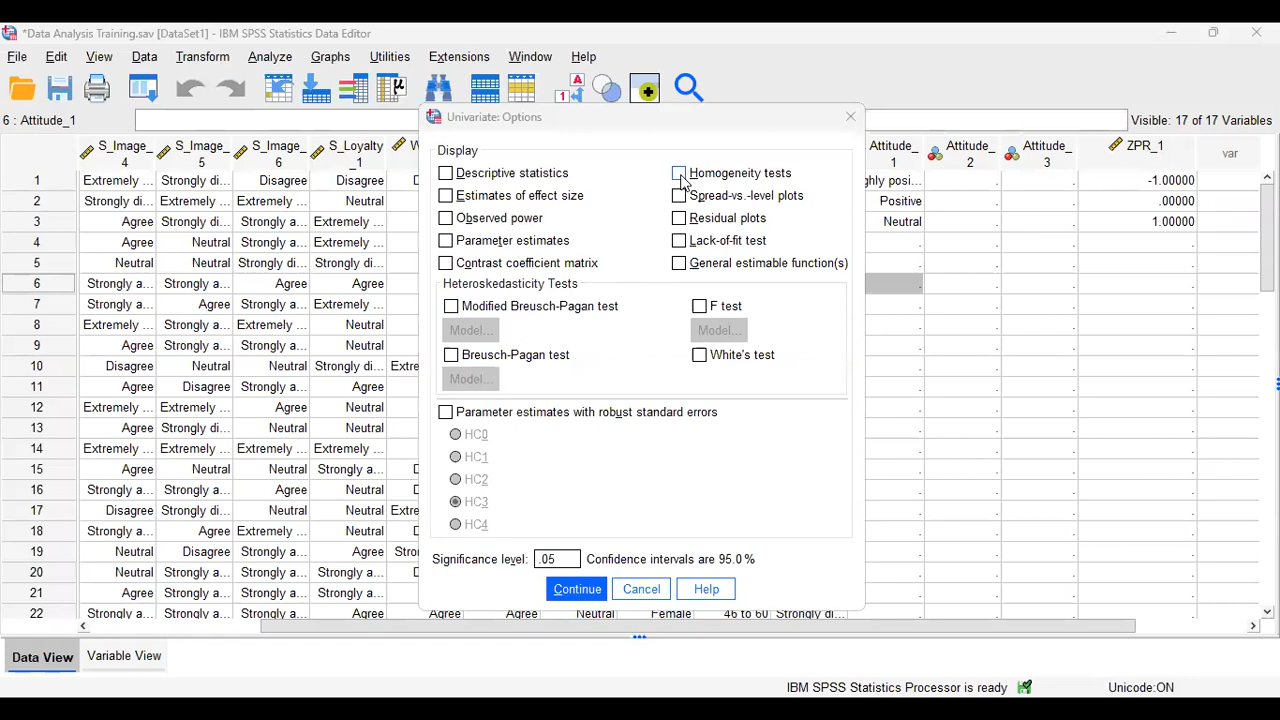 *Data Analysis Training.sav [DataSet1] - IBM SPSS Statistics Data Editor
File Edit View Data Transform Analyze Graphs Utilities Extensions Window Help
6 : Attitude_1 Visible: 17 of 17 Variables
Univariate: Options
S_Image_4 S_Image_5 S_Image_6 S_Loyalty_1 W Attitude_1 Attitude_2 Attitude_3 ZPR_1 var
1 Extremely ... Strongly di... Disagree Disagree ghly posi... . . -1.00000
2 Strongly di... Extremely ... Extremely ... Neutral Positive . . .00000
3 Agree Strongly di... Strongly a... Extremely ... Neutral . . 1.00000
4 Agree Neutral Strongly a... Extremely ... . . . .
5 Neutral Neutral Strongly di... Strongly di... . . . .
6 Strongly a... Strongly a... Agree Agree . . . .
7 Strongly a... Agree Extremely ... Neutral . . . .
8 Extremely ... Strongly a... Strongly a... Neutral . . . .
9 Agree Strongly a... Strongly a... Neutral . . . .
10 Disagree Neutral Neutral Strongly di... Extre . . . .
11 Agree Disagree Strongly a... Agree . . . .
12 Extremely ... Extremely ... Agree Neutral . . . .
13 Agree Extremely ... Strongly a... Neutral . . . .
14 Extremely ... Extremely ... Extremely ... Extremely ... . . . .
15 Agree Neutral Neutral Strongly a... D . . . .
16 Strongly a... Strongly a... Agree Neutral D . . . .
17 Disagree Strongly di... Neutral Neutral Extre . . . .
18 Strongly a... Agree Extremely ... Neutral . . . .
19 Neutral Disagree Strongly a... Agree Stro . . . .
20 Neutral Strongly a... Strongly a... Strongly di... D . . . .
21 Agree Strongly a... Strongly a... Strongly di... . . . .
22 Strongly a... Strongly a... Strongly a... Strongly a... Agree Agree Neutral Female 46 to 60 Strongly di...
Display
Descriptive statistics Homogeneity tests
Estimates of effect size Spread-vs.-level plots
Observed power Residual plots
Parameter estimates Lack-of-fit test
Contrast coefficient matrix General estimable function(s)
Heteroskedasticity Tests
Modified Breusch-Pagan test F test
Model... Model...
Breusch-Pagan test White's test
Model...
Parameter estimates with robust standard errors
HC0
HC1
HC2
HC3
HC4
Significance level: .05 Confidence intervals are 95.0 %
Continue Cancel Help
Data View Variable View
IBM SPSS Statistics Processor is ready Unicode:ON